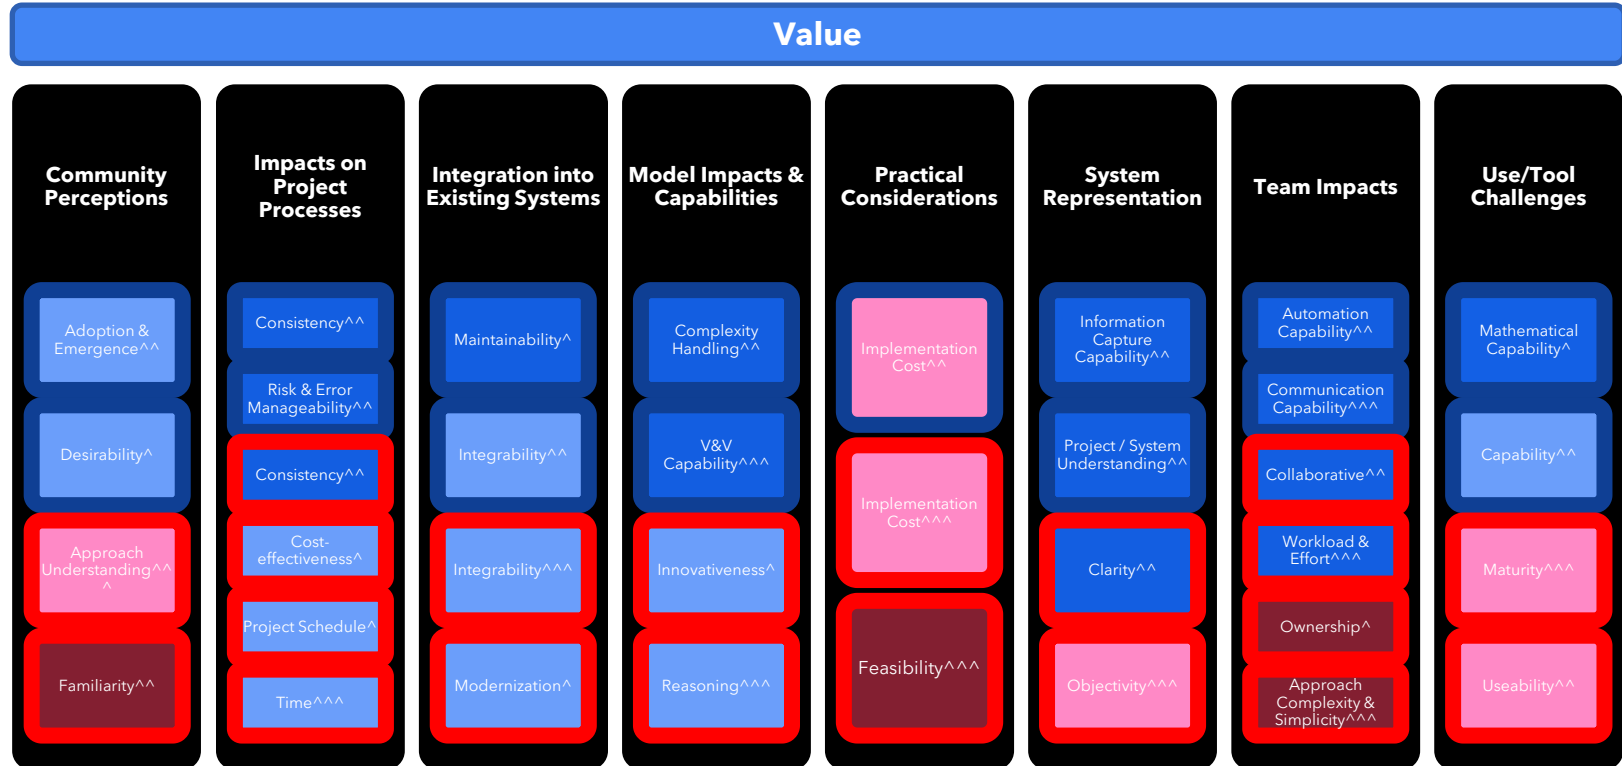 Value
Community
Perceptions
Adoption &
Emergence^^
Desirability^
Approach
Understanding^^
^
Familiarity^^
Impacts on
Project
Processes
Consistency^^
Risk & Error
Manageability^^
Consistency^^
Cost-
effectiveness^
Project Schedule^
Time^^^
Integration into
Existing Systems
Maintainability^
Integrability^^
Integrability^^^
Modernization^
Model Impacts &
Capabilities
Complexity
Handling^^
V&V
Capability^^^
Innovativeness^
Reasoning^^^
Practical
Considerations
Implementation
Cost^^
Implementation
Cost^^^
Feasibility^^^
System
Representation
Information
Capture
Capability^^
Project / System
Understanding^^
Clarity^^
Objectivity^^^
Team Impacts
Automation
Capability^^
Communication
Capability^^^
Collaborative^^
Workload &
Effort^^^
Ownership^
Approach
Complexity &
Simplicity^^^
Use/Tool
Challenges
Mathematical
Capability^
Capability^^
Maturity^^^
Useability^^